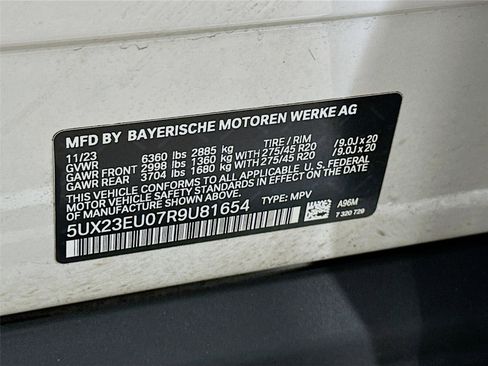 MFD BY BAYERISCHE MOTOREN WERKE AG
11/23 6360 lbs 2885 kg TIRE / RIM
GVWR
GAWR FRONT 2998 lbs 1360 kg WITH 275/45 R20 /9.0J x 20
GAWR REAR 3704 lbs 1680 kg WITH 275/45 R20 /9.0J x 20
THIS VEHICLE CONFORMS TO ALL APPLICABLE U.S. FEDERAL
MOTOR VEHICLE SAFETY STANDARDS IN EFFECT
ON THE DATE OF MANUFACTURE SHOWN ABOVE.
5UX23EU07R9U81654 TYPE: MPV A96M
7 320 729